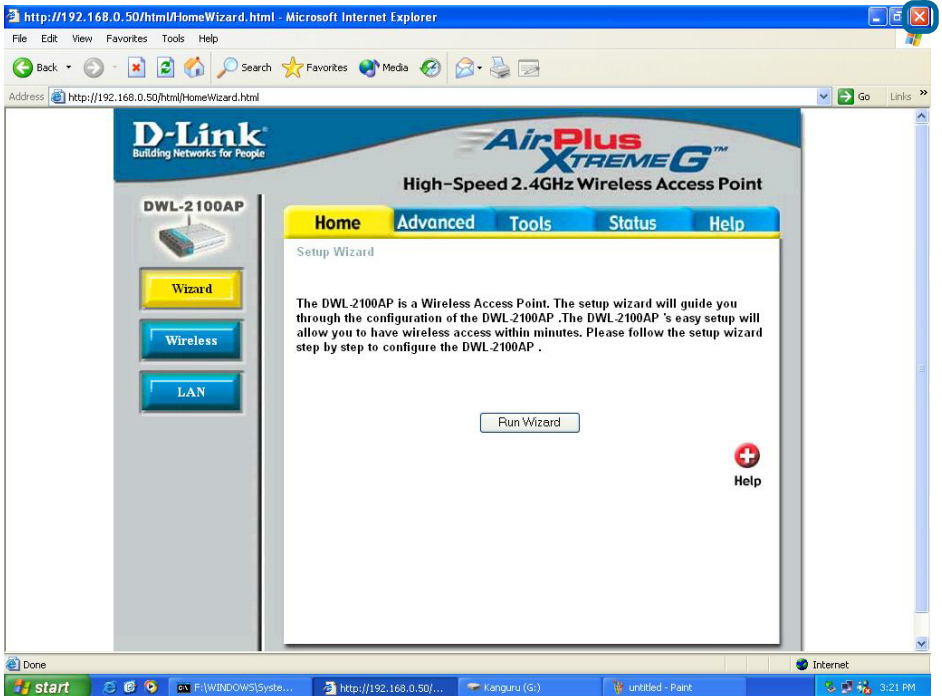 http://192.168.0.50/html/HomeWizard.html - Microsoft Internet Explorer
File Edit View Favorites Tools Help
Back Search Favorites Media
Address http://192.168.0.50/html/HomeWizard.html Go Links »
D-Link
Building Networks for People
AirPlus
XTREME G™
High-Speed 2.4GHz Wireless Access Point
DWL-2100AP
Home Advanced Tools Status Help
Setup Wizard
Wizard
Wireless
LAN
The DWL-2100AP is a Wireless Access Point. The setup wizard will guide you
through the configuration of the DWL-2100AP .The DWL-2100AP 's easy setup will
allow you to have wireless access within minutes. Please follow the setup wizard
step by step to configure the DWL-2100AP .
Run Wizard
Help
Done Internet
start F:\WINDOWS\Syste... http://192.168.0.50/... Kanguru (G:) untitled - Paint 3:21 PM